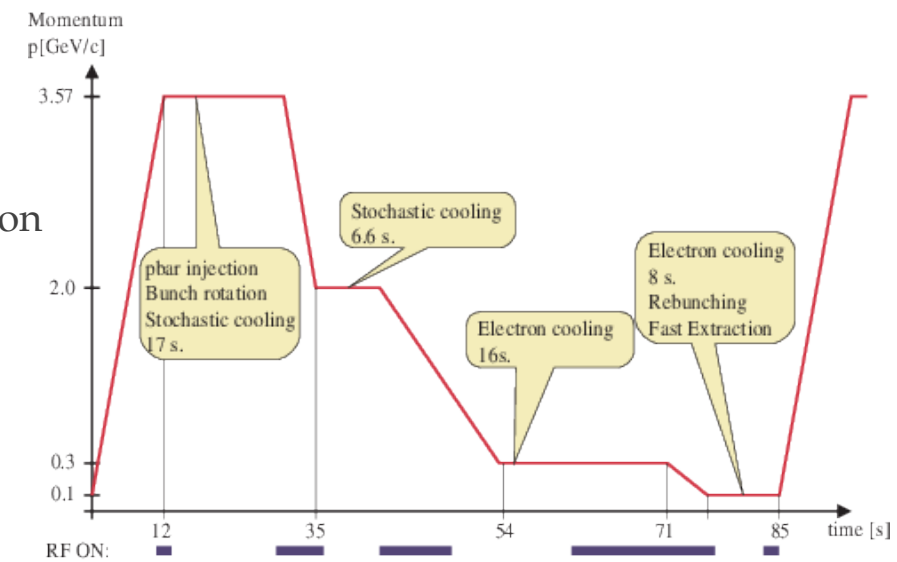 Momentum
p[GeV/c]
3.57
on
Stochastic cooling
6.6 s.
Electron cooling
8 s.
Rebunching
Fast Extraction
pbar injection
Bunch rotation
Stochastic cooling
17 s.
2.0
Electron cooling
16s.
0.3
0.1
12 35 54 71 85 time [s]
RF ON: